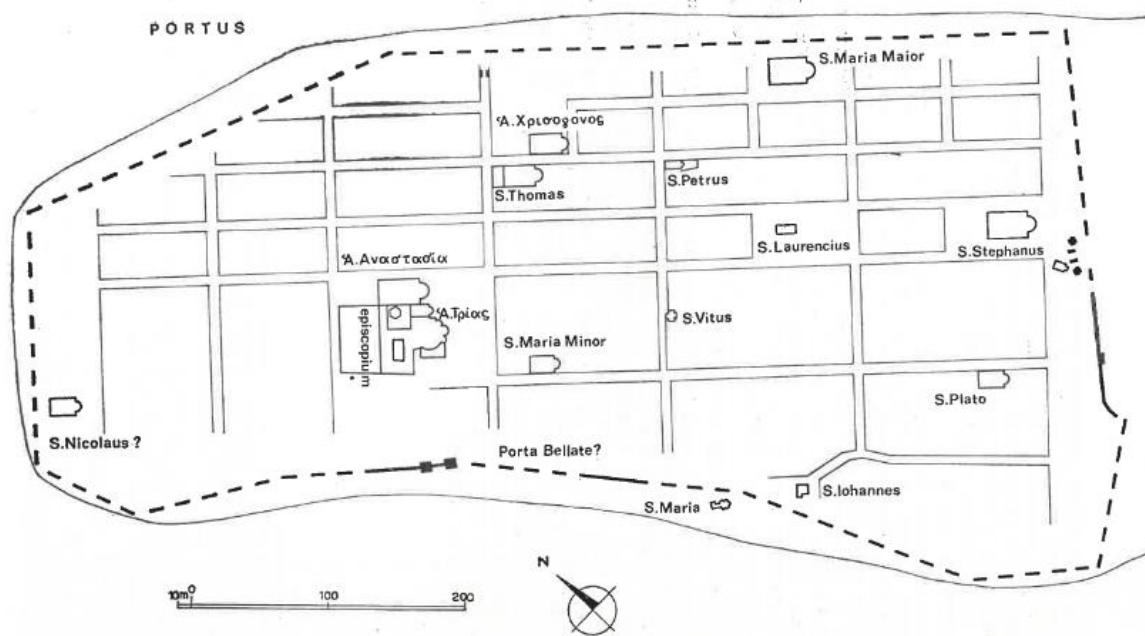 PORTUS
S.Maria Maior
Ἁ.Χρισογονος
S.Thomas
S.Petrus
S.Laurencius
S.Stephanus
Ἁ.Αναστασία
Ἁ.Τρίας
episcopium
S.Vitus
S.Maria Minor
S.Plato
S.Nicolaus ?
Porta Bellate?
S.Maria
S.Iohannes
N
10m 0 100 200